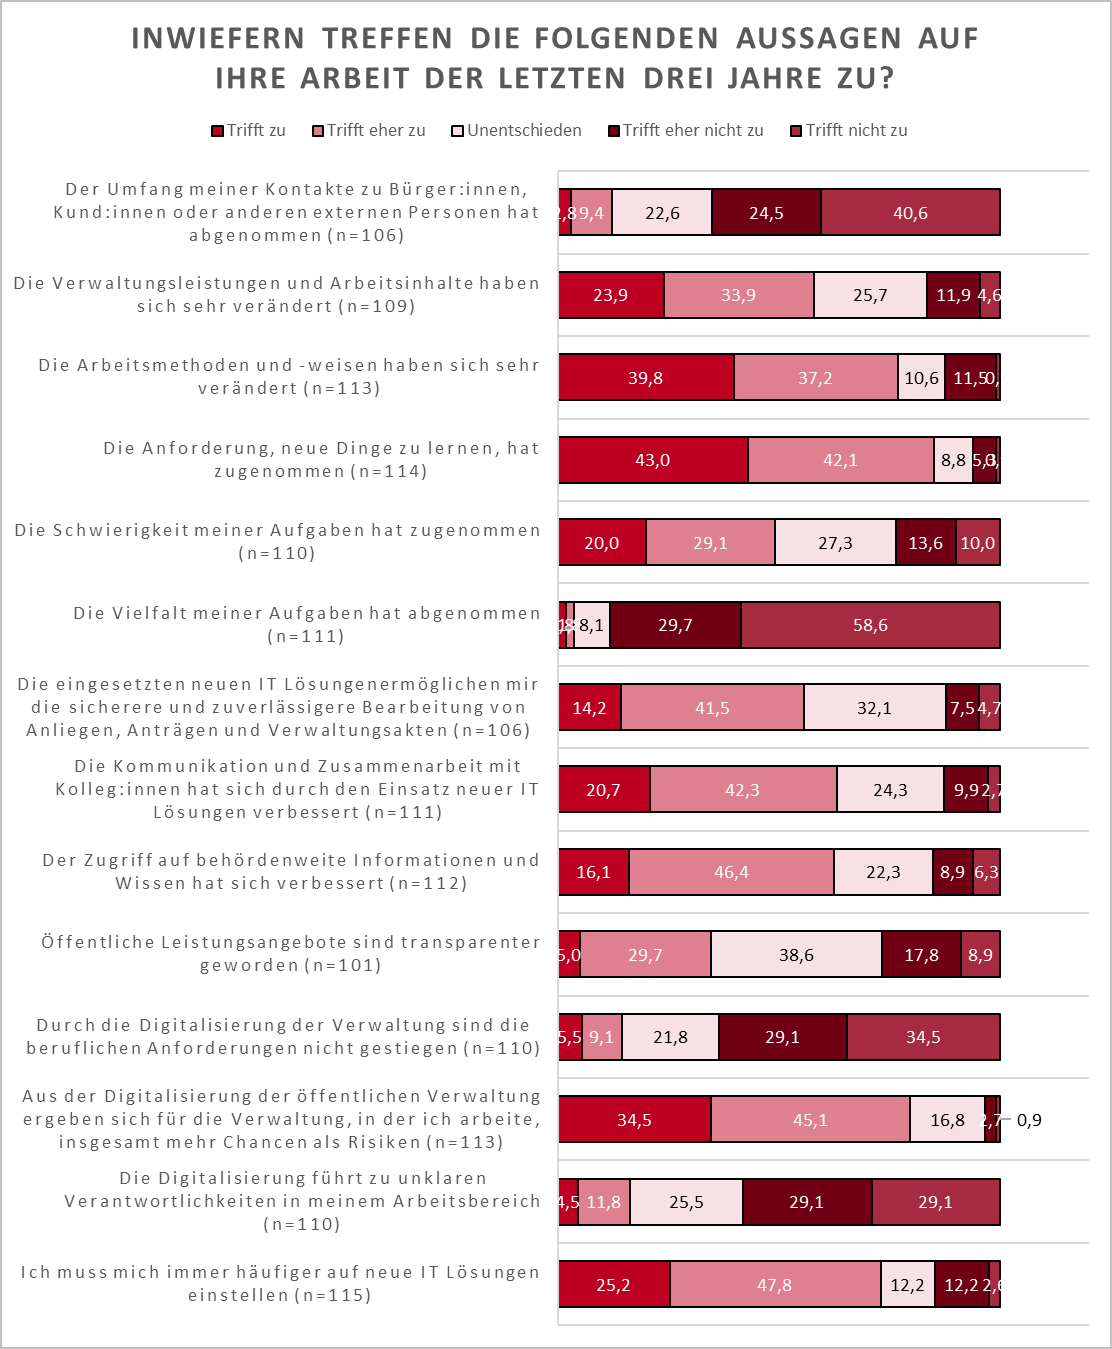 INWIEFERN TREFFEN DIE FOLGENDEN AUSSAGEN AUF
IHRE ARBEIT DER LETZTEN DREI JAHRE ZU?
Trifft zu Trifft eher zu Unentschieden Trifft eher nicht zu Trifft nicht zu
Der Umfang meiner Kontakte zu Bürger:innen,
Kund:innen oder anderen externen Personen hat
abgenommen (n=106)
2,8 9,4 22,6 24,5 40,6
Die Verwaltungsleistungen und Arbeitsinhalte haben
sich sehr verändert (n=109)
23,9 33,9 25,7 11,9 4,6
Die Arbeitsmethoden und -weisen haben sich sehr
verändert (n=113)
39,8 37,2 10,6 11,5
Die Anforderung, neue Dinge zu lernen, hat
zugenommen (n=114)
43,0 42,1 8,8
Die Schwierigkeit meiner Aufgaben hat zugenommen
(n=110)
20,0 29,1 27,3 13,6 10,0
Die Vielfalt meiner Aufgaben hat abgenommen
(n=111)
8,1 29,7 58,6
Die eingesetzten neuen IT Lösungenermöglichen mir
die sicherere und zuverlässigere Bearbeitung von
Anliegen, Anträgen und Verwaltungsakten (n=106)
14,2 41,5 32,1 7,5 4,7
Die Kommunikation und Zusammenarbeit mit
Kolleg:innen hat sich durch den Einsatz neuer IT
Lösungen verbessert (n=111)
20,7 42,3 24,3 9,9 2,7
Der Zugriff auf behördenweite Informationen und
Wissen hat sich verbessert (n=112)
16,1 46,4 22,3 8,9 6,3
Öffentliche Leistungsangebote sind transparenter
geworden (n=101)
5,0 29,7 38,6 17,8 8,9
Durch die Digitalisierung der Verwaltung sind die
beruflichen Anforderungen nicht gestiegen (n=110)
5,5 9,1 21,8 29,1 34,5
Aus der Digitalisierung der öffentlichen Verwaltung
ergeben sich für die Verwaltung, in der ich arbeite,
insgesamt mehr Chancen als Risiken (n=113)
34,5 45,1 16,8 2,7 0,9
Die Digitalisierung führt zu unklaren
Verantwortlichkeiten in meinem Arbeitsbereich
(n=110)
4,5 11,8 25,5 29,1 29,1
Ich muss mich immer häufiger auf neue IT Lösungen
einstellen (n=115)
25,2 47,8 12,2 12,2 2,6